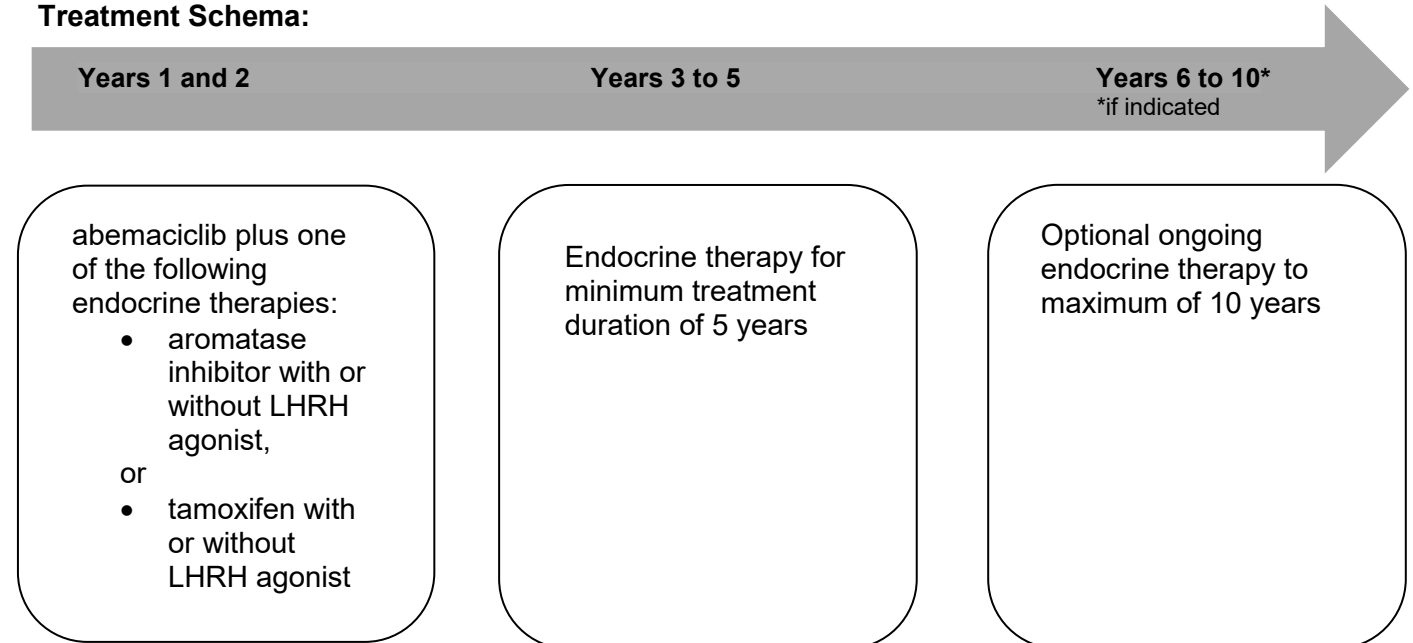 Treatment Schema:
Years 1 and 2
Years 3 to 5
Years 6 to 10*
*if indicated
abemaciclib plus one
of the following
endocrine therapies:
• aromatase
inhibitor with or
without LHRH
agonist,
or
• tamoxifen with
or without
LHRH agonist
Endocrine therapy for
minimum treatment
duration of 5 years
Optional ongoing
endocrine therapy to
maximum of 10 years